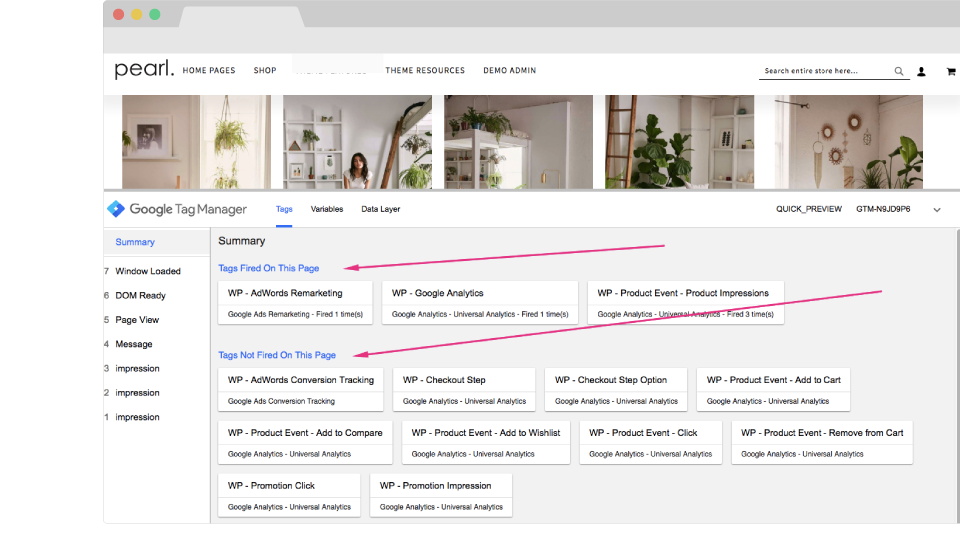 pearl.
HOME PAGES SHOP THEME RESOURCES DEMO ADMIN
Search entire store here...
Google Tag Manager Tags Variables Data Layer
QUICK_PREVIEW GTM-N9JD9P6
Summary
7 Window Loaded
6 DOM Ready
5 Page View
4 Message
3 impression
2 impression
1 impression
Summary
Tags Fired On This Page
WP - AdWords Remarketing
Google Ads Remarketing - Fired 1 time(s)
WP - Google Analytics
Google Analytics - Universal Analytics - Fired 1 time(s)
WP - Product Event - Product Impressions
Google Analytics - Universal Analytics - Fired 3 time(s)
Tags Not Fired On This Page
WP - AdWords Conversion Tracking
Google Ads Conversion Tracking
WP - Checkout Step
Google Analytics - Universal Analytics
WP - Checkout Step Option
Google Analytics - Universal Analytics
WP - Product Event - Add to Cart
Google Analytics - Universal Analytics
WP - Product Event - Add to Compare
Google Analytics - Universal Analytics
WP - Product Event - Add to Wishlist
Google Analytics - Universal Analytics
WP - Product Event - Click
Google Analytics - Universal Analytics
WP - Product Event - Remove from Cart
Google Analytics - Universal Analytics
WP - Promotion Click
Google Analytics - Universal Analytics
WP - Promotion Impression
Google Analytics - Universal Analytics